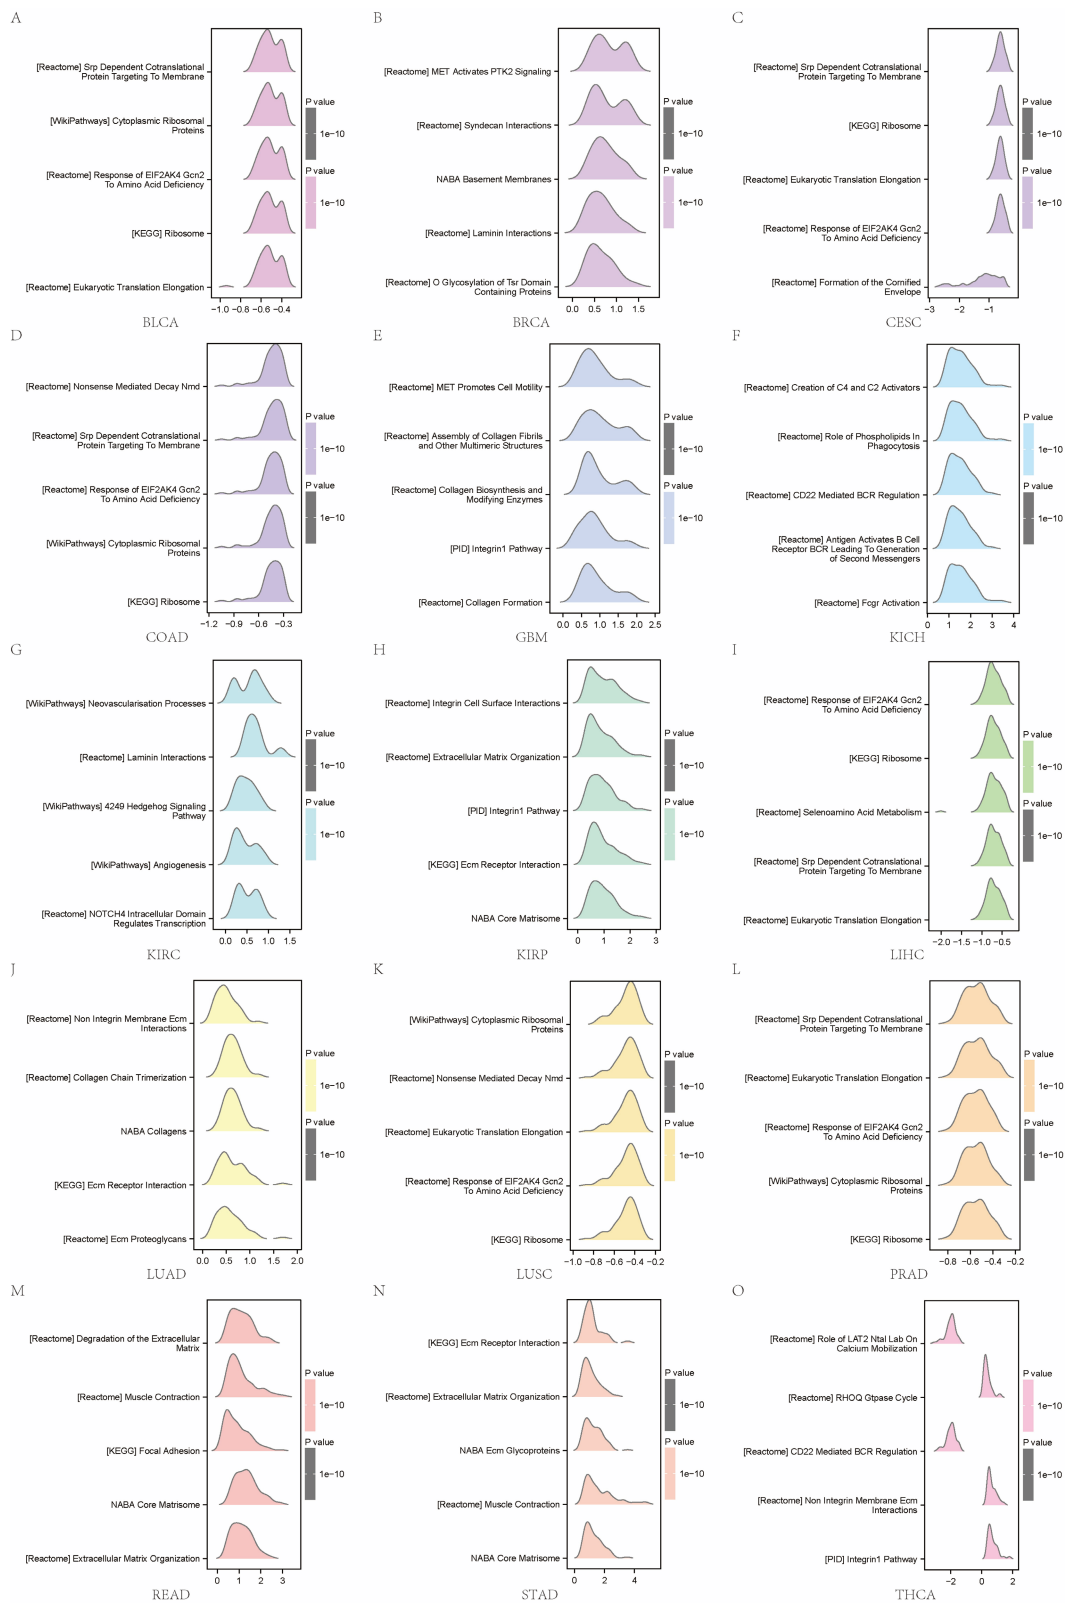 A
[Reactome] Srp Dependent Cotranslational
Protein Targeting To Membrane
[WikiPathways] Cytoplasmic Ribosomal
Proteins
[Reactome] Response of EIF2AK4 Gcn2
To Amino Acid Deficiency
[KEGG] Ribosome
[Reactome] Eukaryotic Translation Elongation
P value
1e−10
P value
1e−10
−1.0 −0.8 −0.6 −0.4
BLCA
B
[Reactome] MET Activates PTK2 Signaling
[Reactome] Syndecan Interactions
NABA Basement Membranes
[Reactome] Laminin Interactions
[Reactome] O Glycosylation of Tsr Domain
Containing Proteins
P value
1e−10
P value
1e−10
0.0 0.5 1.0 1.5
BRCA
C
[Reactome] Srp Dependent Cotranslational
Protein Targeting To Membrane
[KEGG] Ribosome
[Reactome] Eukaryotic Translation Elongation
[Reactome] Response of EIF2AK4 Gcn2
To Amino Acid Deficiency
[Reactome] Formation of the Cornified
Envelope
P value
1e−10
P value
1e−10
−3 −2 −1
CESC
D
[Reactome] Nonsense Mediated Decay Nmd
[Reactome] Srp Dependent Cotranslational
Protein Targeting To Membrane
[Reactome] Response of EIF2AK4 Gcn2
To Amino Acid Deficiency
[WikiPathways] Cytoplasmic Ribosomal
Proteins
[KEGG] Ribosome
P value
1e−10
P value
1e−10
−1.2 −0.9 −0.6 −0.3
COAD
E
[Reactome] MET Promotes Cell Motility
[Reactome] Assembly of Collagen Fibrils
and Other Multimeric Structures
[Reactome] Collagen Biosynthesis and
Modifying Enzymes
[PID] Integrin1 Pathway
[Reactome] Collagen Formation
P value
1e−10
P value
1e−10
0.0 0.5 1.0 1.5 2.0 2.5
GBM
F
[Reactome] Creation of C4 and C2 Activators
[Reactome] Role of Phospholipids In
Phagocytosis
[Reactome] CD22 Mediated BCR Regulation
[Reactome] Antigen Activates B Cell
Receptor BCR Leading To Generation
of Second Messengers
[Reactome] Fcgr Activation
P value
1e−10
P value
1e−10
0 1 2 3 4
KICH
G
[WikiPathways] Neovascularisation Processes
[Reactome] Laminin Interactions
[WikiPathways] 4249 Hedgehog Signaling
Pathway
[WikiPathways] Angiogenesis
[Reactome] NOTCH4 Intracellular Domain
Regulates Transcription
P value
1e−10
P value
1e−10
0.0 0.5 1.0 1.5
KIRC
H
[Reactome] Integrin Cell Surface Interactions
[Reactome] Extracellular Matrix Organization
[PID] Integrin1 Pathway
[KEGG] Ecm Receptor Interaction
NABA Core Matrisome
P value
1e−10
P value
1e−10
0 1 2 3
KIRP
I
[Reactome] Response of EIF2AK4 Gcn2
To Amino Acid Deficiency
[KEGG] Ribosome
[Reactome] Selenoamino Acid Metabolism
[Reactome] Srp Dependent Cotranslational
Protein Targeting To Membrane
[Reactome] Eukaryotic Translation Elongation
P value
1e−10
P value
1e−10
−2.0 −1.5 −1.0 −0.5
LIHC
J
[Reactome] Non Integrin Membrane Ecm
Interactions
[Reactome] Collagen Chain Trimerization
NABA Collagens
[KEGG] Ecm Receptor Interaction
[Reactome] Ecm Proteoglycans
P value
1e−10
P value
1e−10
0.0 0.5 1.0 1.5 2.0
LUAD
K
[WikiPathways] Cytoplasmic Ribosomal
Proteins
[Reactome] Nonsense Mediated Decay Nmd
[Reactome] Eukaryotic Translation Elongation
[Reactome] Response of EIF2AK4 Gcn2
To Amino Acid Deficiency
[KEGG] Ribosome
P value
1e−10
P value
1e−10
−1.0 −0.8 −0.6 −0.4 −0.2
LUSC
L
[Reactome] Srp Dependent Cotranslational
Protein Targeting To Membrane
[Reactome] Eukaryotic Translation Elongation
[Reactome] Response of EIF2AK4 Gcn2
To Amino Acid Deficiency
[WikiPathways] Cytoplasmic Ribosomal
Proteins
[KEGG] Ribosome
P value
1e−10
P value
1e−10
−0.8 −0.6 −0.4 −0.2
PRAD
M
[Reactome] Degradation of the Extracellular
Matrix
[Reactome] Muscle Contraction
[KEGG] Focal Adhesion
NABA Core Matrisome
[Reactome] Extracellular Matrix Organization
P value
1e−10
P value
1e−10
0 1 2 3
READ
N
[KEGG] Ecm Receptor Interaction
[Reactome] Extracellular Matrix Organization
NABA Ecm Glycoproteins
[Reactome] Muscle Contraction
NABA Core Matrisome
P value
1e−10
P value
1e−10
0 2 4
STAD
O
[Reactome] Role of LAT2 Ntal Lab On
Calcium Mobilization
[Reactome] RHOQ Gtpase Cycle
[Reactome] CD22 Mediated BCR Regulation
[Reactome] Non Integrin Membrane Ecm
Interactions
[PID] Integrin1 Pathway
P value
1e−10
P value
1e−10
−2 0 2
THCA